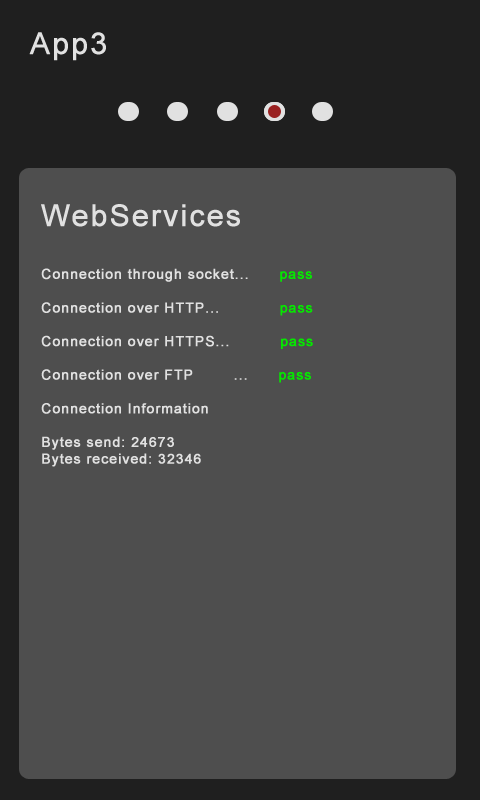 App3
WebServices
Connection through socket... pass
Connection over HTTP... pass
Connection over HTTPS... pass
Connection over FTP ... pass
Connection Information
Bytes send: 24673
Bytes received: 32346